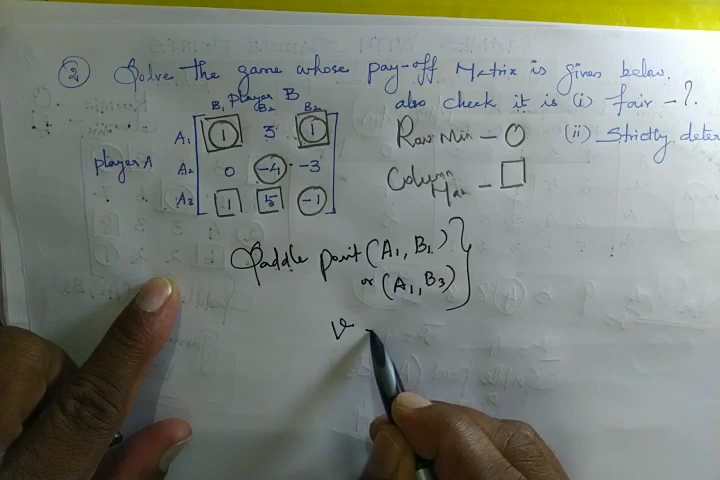 ② Solve the game whose pay-off Matrix is given below.
also check it is (i) fair - ?
(ii) Strictly deter
Player B
B₁ B₂ B₃
A₁ 1 3 1
player A A₂ 0 -4 -3
A₃ 1 5 -1
Row Min - ○
Column Max - □
Saddle point (A₁, B₁)
or (A₁, B₃)
V =